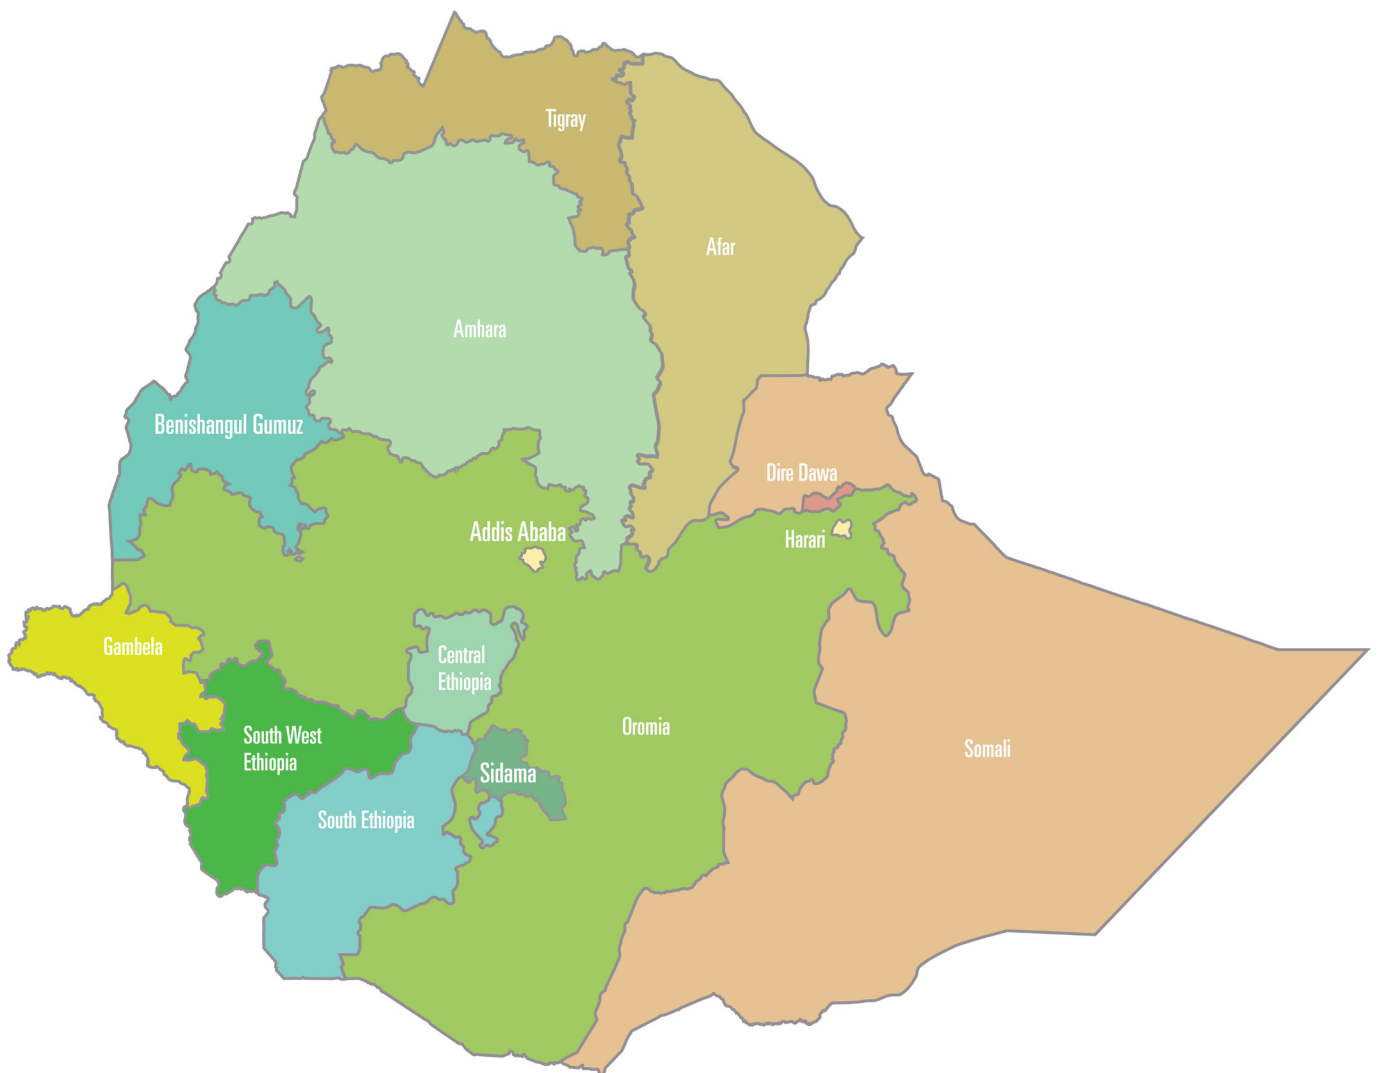 Tigray
Afar
Amhara
Benishangul Gumuz
Dire Dawa
Addis Ababa
Harari
Gambela
Central
Ethiopia
Oromia
South West
Ethiopia
Somali
Sidama
South Ethiopia